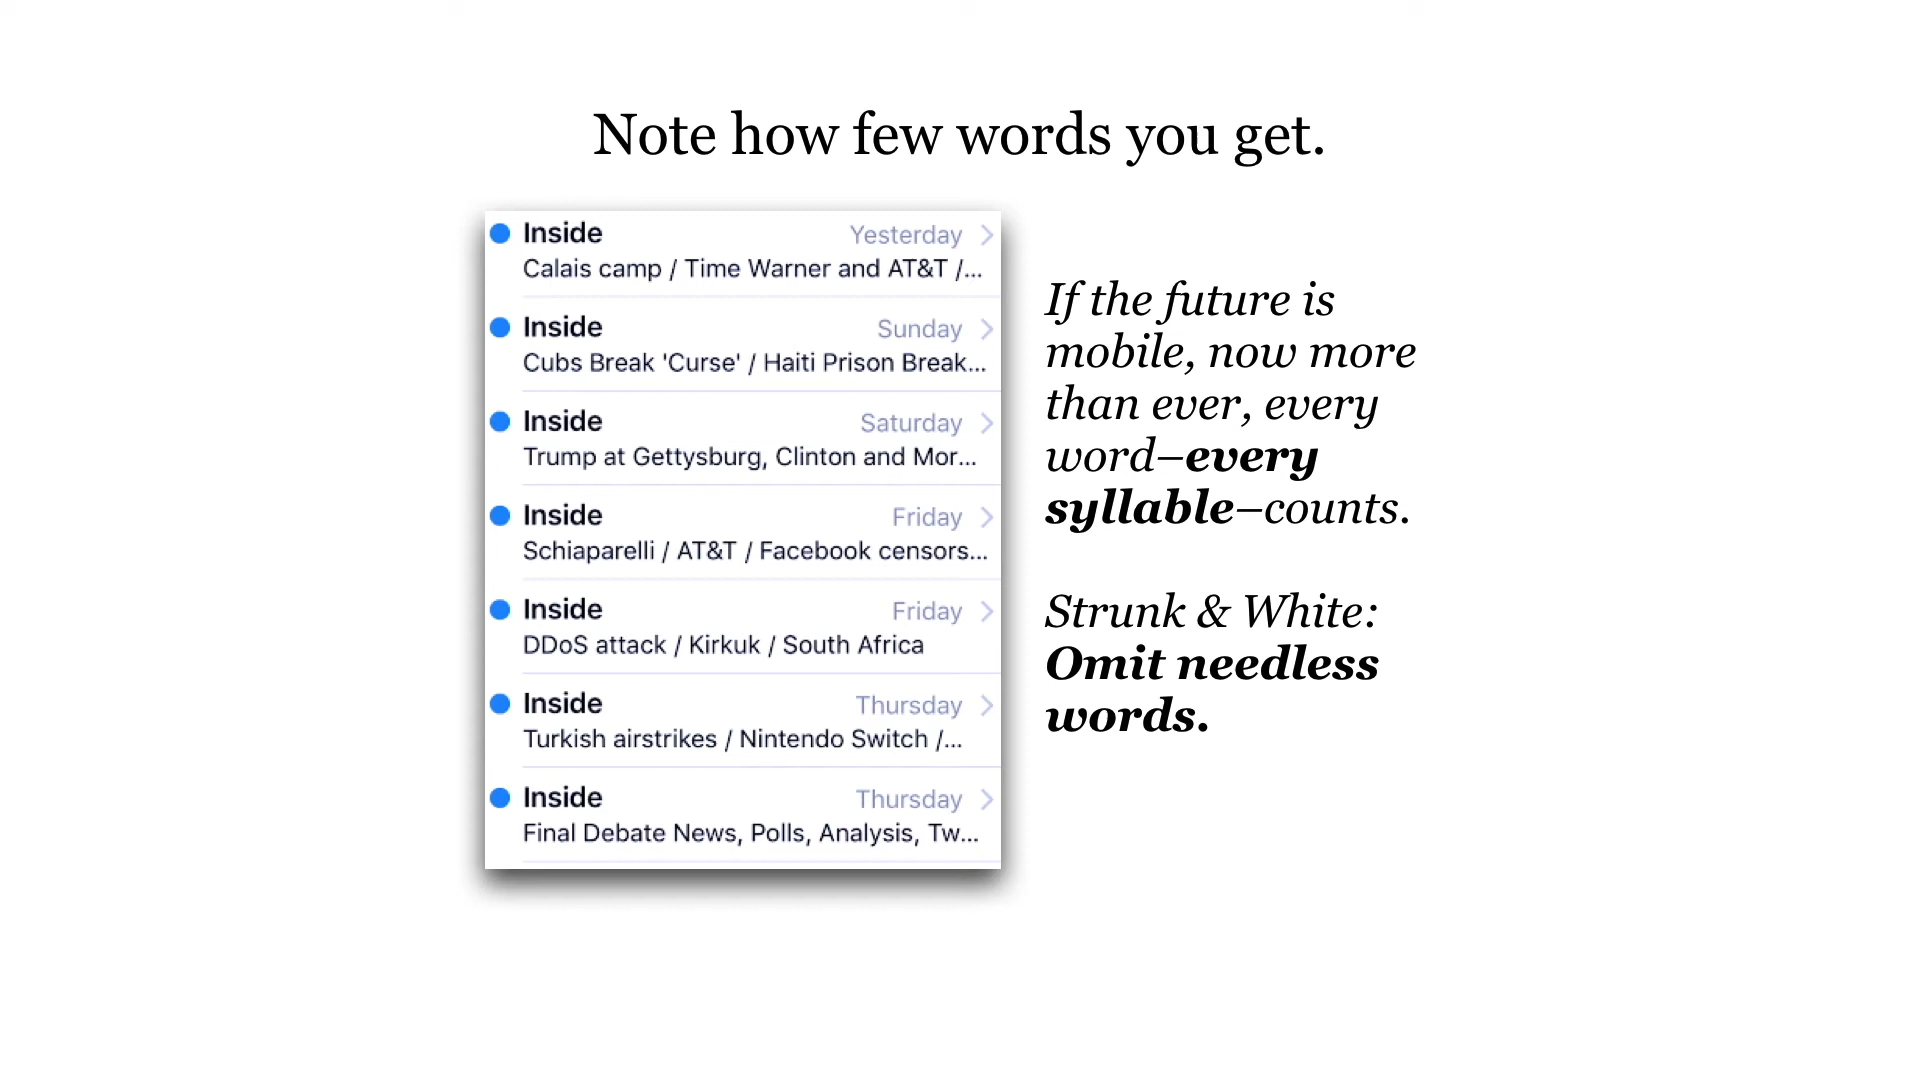 Note how few words you get.
Inside Yesterday
Calais camp / Time Warner and AT&T /...
Inside Sunday
Cubs Break 'Curse' / Haiti Prison Break...
Inside Saturday
Trump at Gettysburg, Clinton and Mor...
Inside Friday
Schiaparelli / AT&T / Facebook censors...
Inside Friday
DDoS attack / Kirkuk / South Africa
Inside Thursday
Turkish airstrikes / Nintendo Switch /...
Inside Thursday
Final Debate News, Polls, Analysis, Tw...
If the future is
mobile, now more
than ever, every
word–every
syllable–counts.
Strunk & White:
Omit needless
words.